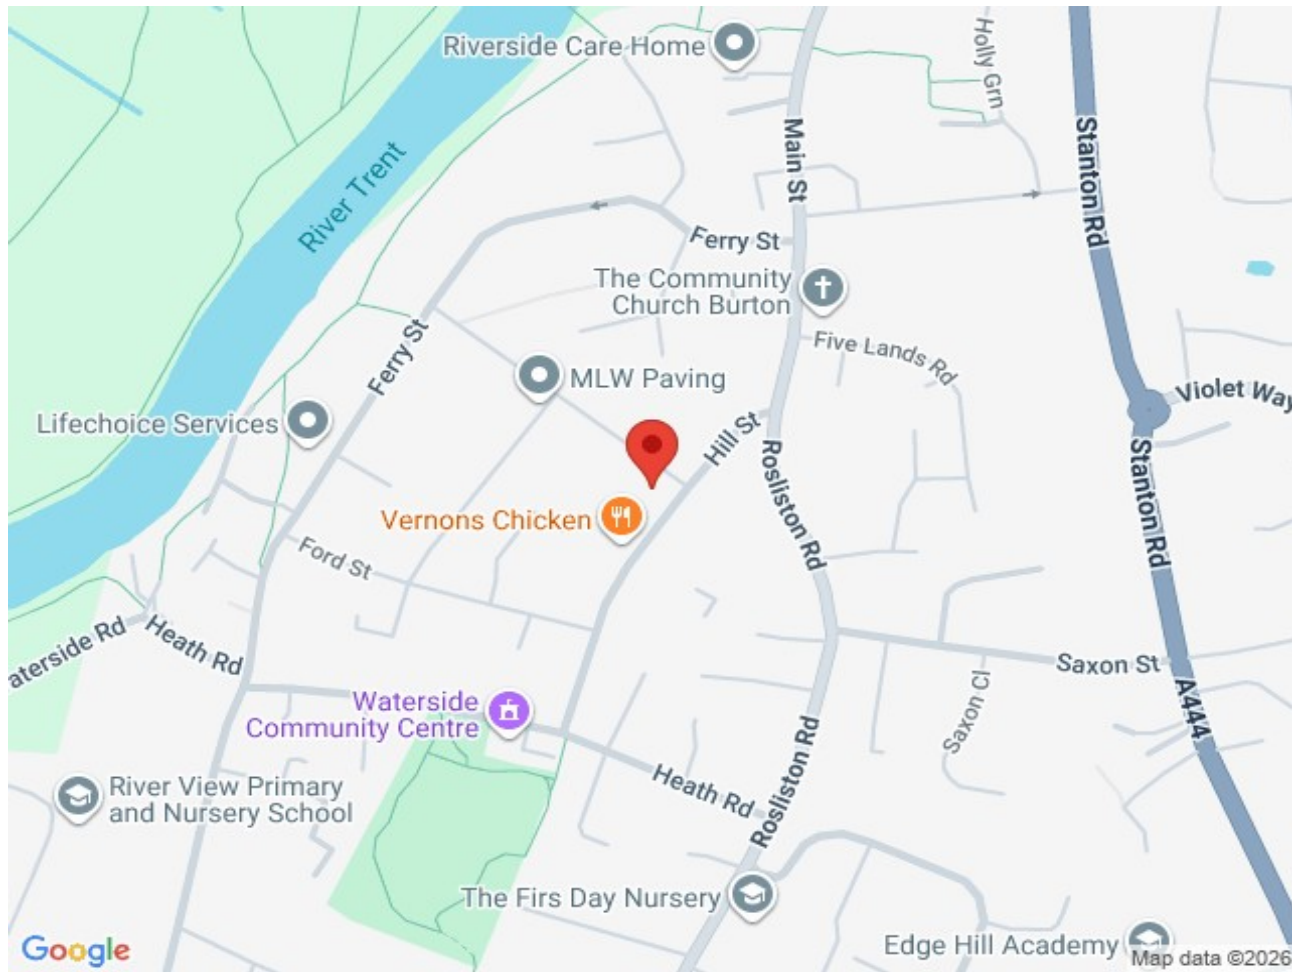 Riverside Care Home
Holly Grn
Main St
Stanton Rd
River Trent
Ferry St
The Community
Church Burton
Five Lands Rd
Ferry St
MLW Paving
Violet Way
Lifechoice Services
Hill St
Rosliston Rd
Stanton Rd
Vernons Chicken
Ford St
aterside Rd
Heath Rd
Saxon St
Saxon Cl
A444
Waterside
Community Centre
Rosliston Rd
Heath Rd
River View Primary
and Nursery School
The Firs Day Nursery
Edge Hill Academy
Google
Map data ©2026